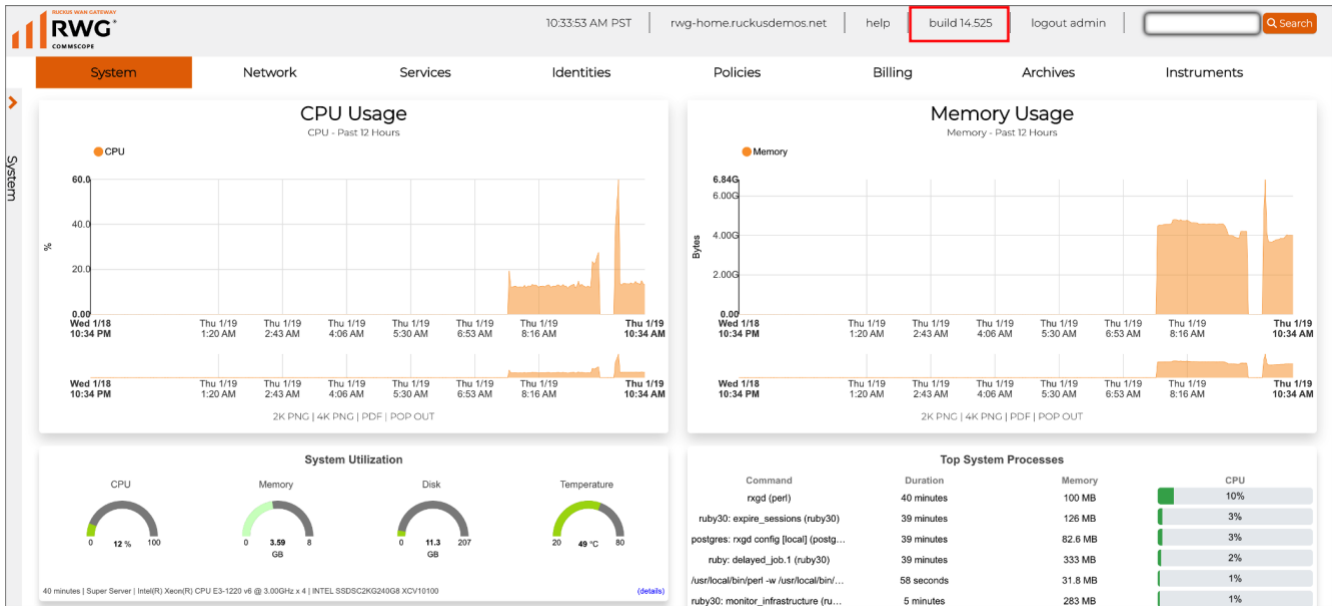 RUCKUS WAN GATEWAY
RWG®
COMMSCOPE
10:33:53 AM PST rwg-home.ruckusdemos.net help build 14.525 logout admin Search
System Network Services Identities Policies Billing Archives Instruments
System
CPU Usage
CPU - Past 12 Hours
CPU
60.0
40.0
%
20.0
0.00
Wed 1/18 Thu 1/19 Thu 1/19 Thu 1/19 Thu 1/19 Thu 1/19 Thu 1/19 Thu 1/19
10:34 PM 1:20 AM 2:43 AM 4:06 AM 5:30 AM 6:53 AM 8:16 AM 10:34 AM
Wed 1/18 Thu 1/19 Thu 1/19 Thu 1/19 Thu 1/19 Thu 1/19 Thu 1/19 Thu 1/19
10:34 PM 1:20 AM 2:43 AM 4:06 AM 5:30 AM 6:53 AM 8:16 AM 10:34 AM
2K PNG | 4K PNG | PDF | POP OUT
Memory Usage
Memory - Past 12 Hours
Memory
6.84G
6.00G
4.00G
Bytes
2.00G
0.00
Wed 1/18 Thu 1/19 Thu 1/19 Thu 1/19 Thu 1/19 Thu 1/19 Thu 1/19 Thu 1/19
10:34 PM 1:20 AM 2:43 AM 4:06 AM 5:30 AM 6:53 AM 8:16 AM 10:34 AM
Wed 1/18 Thu 1/19 Thu 1/19 Thu 1/19 Thu 1/19 Thu 1/19 Thu 1/19 Thu 1/19
10:34 PM 1:20 AM 2:43 AM 4:06 AM 5:30 AM 6:53 AM 8:16 AM 10:34 AM
2K PNG | 4K PNG | PDF | POP OUT
System Utilization
CPU Memory Disk Temperature
0 12 % 100 0 3.59 8 0 11.3 207 20 49 °C 80
GB GB
40 minutes | Super Server | Intel(R) Xeon(R) CPU E3-1220 v6 @ 3.00GHz x 4 | INTEL SSDSC2KG240G8 XCV10100 (details)
Top System Processes
Command Duration Memory CPU
rxgd (perl) 40 minutes 100 MB 10%
ruby30: expire_sessions (ruby30) 39 minutes 126 MB 3%
postgres: rxgd config [local] (postg... 39 minutes 82.6 MB 3%
ruby: delayed_job.1 (ruby30) 39 minutes 333 MB 2%
/usr/local/bin/perl -w /usr/local/bin/... 58 seconds 31.8 MB 1%
ruby30: monitor_infrastructure (ru... 5 minutes 283 MB 1%